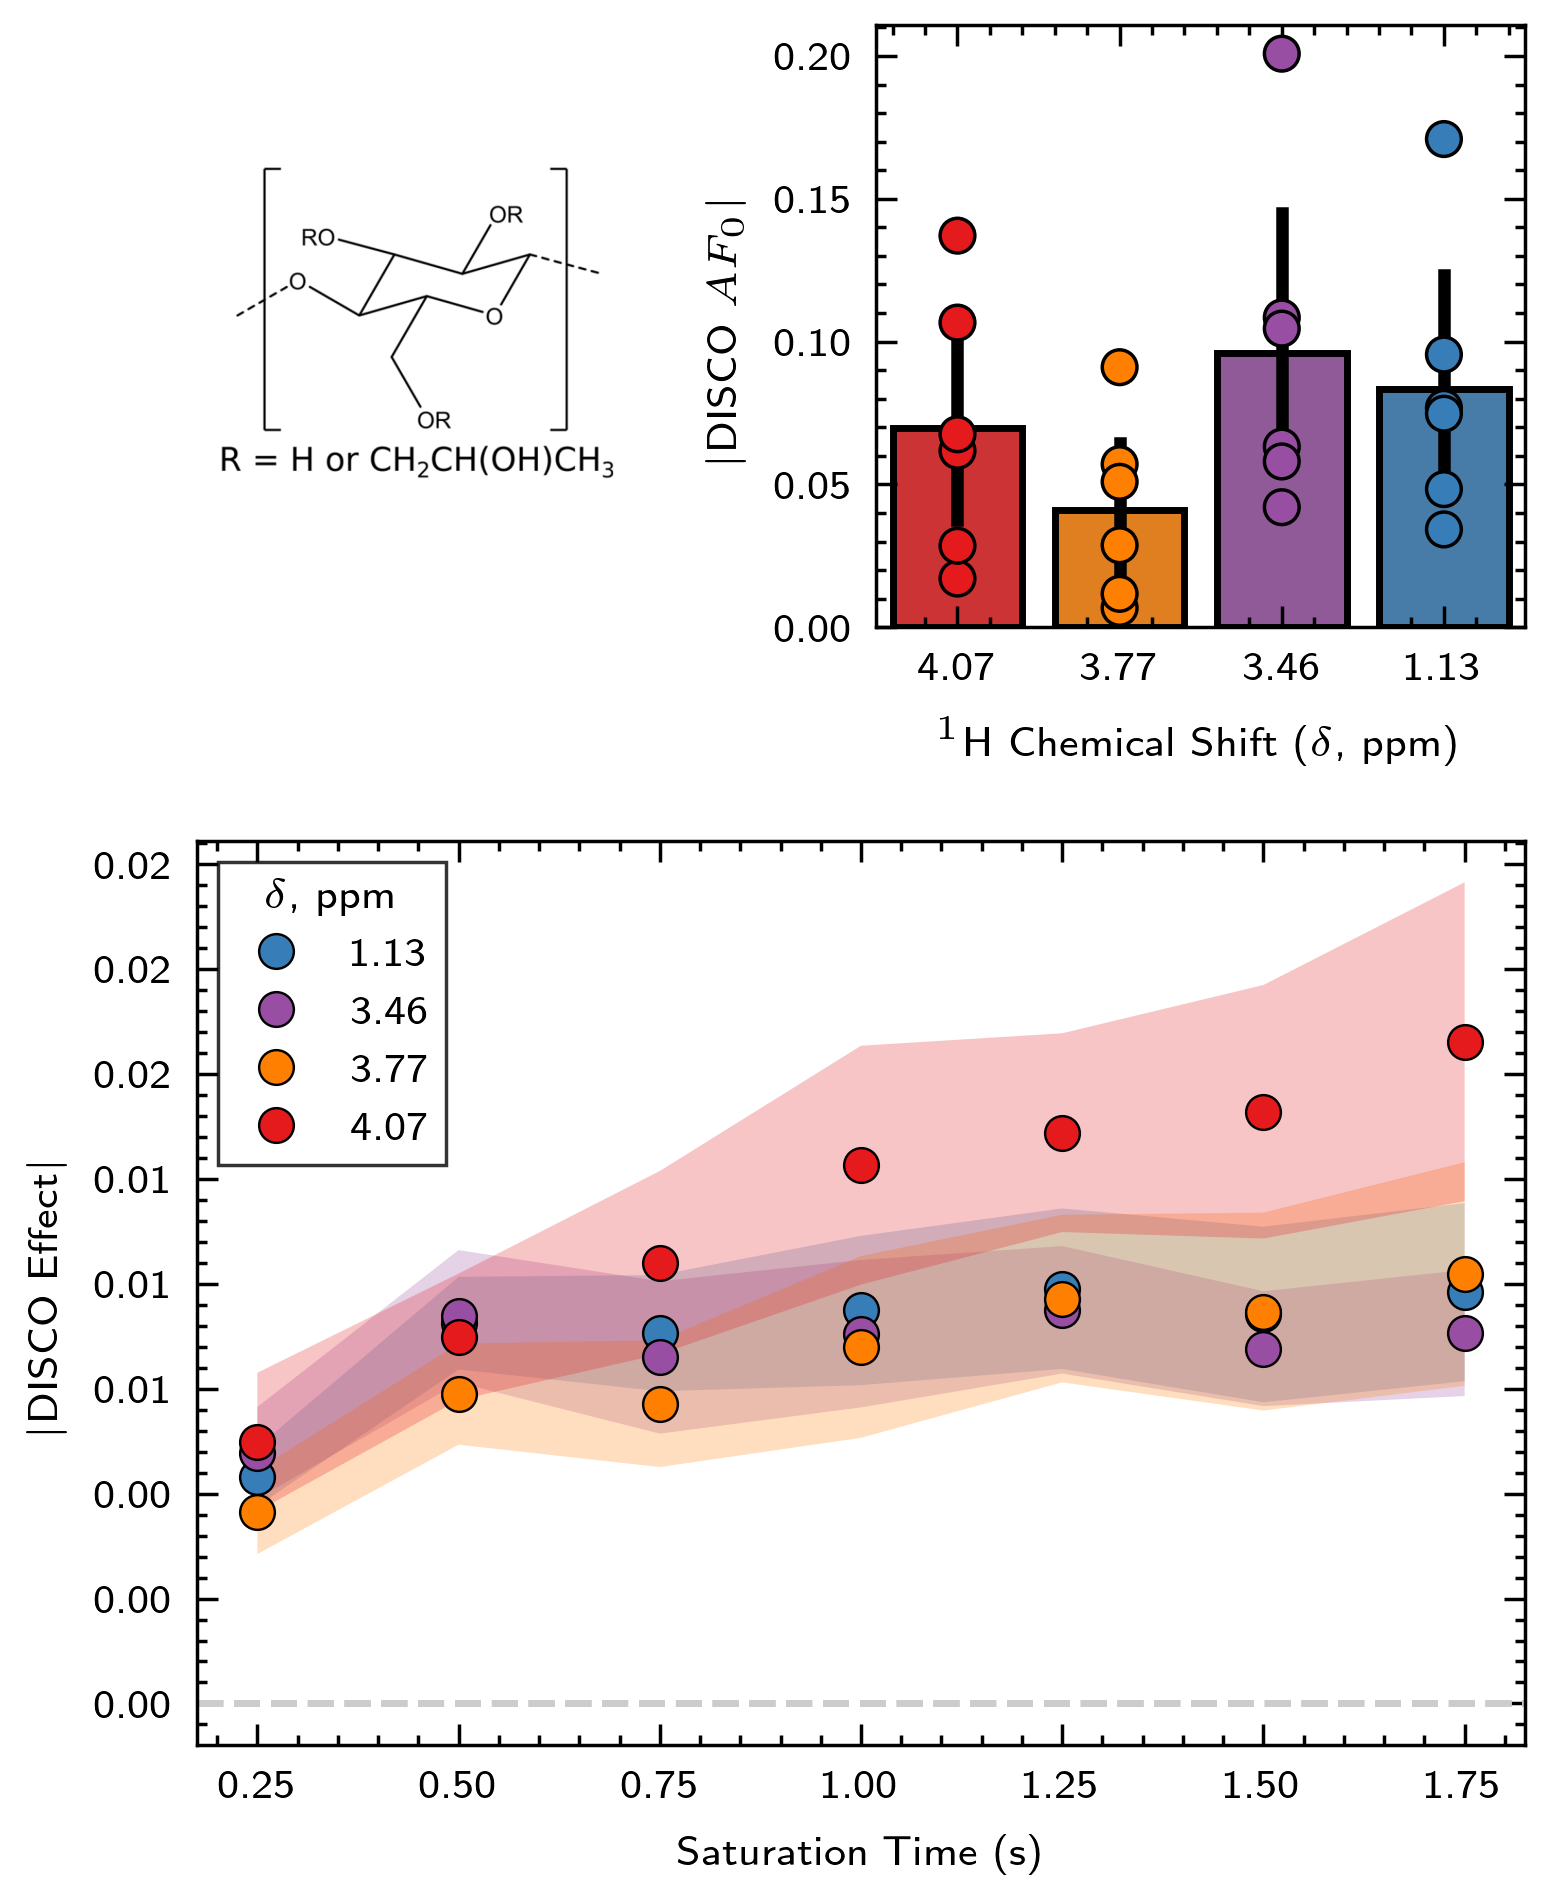 OR
RO
O
O
OR
R = H or CH₂CH(OH)CH₃
|DISCO AF₀|
0.20
0.15
0.10
0.05
0.00
4.07 3.77 3.46 1.13
¹H Chemical Shift (δ, ppm)
|DISCO Effect|
0.02
0.02
0.02
0.01
0.01
0.01
0.00
0.00
0.00
δ, ppm
1.13
3.46
3.77
4.07
0.25 0.50 0.75 1.00 1.25 1.50 1.75
Saturation Time (s)